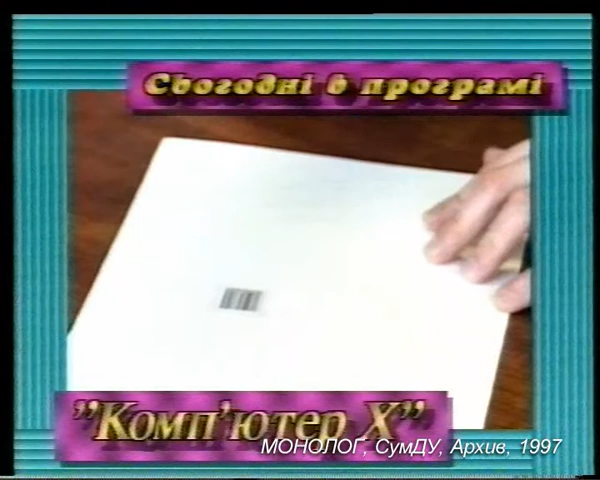 Сьогодні в програмі
"Комп'ютер X"
МОНОЛОГ, СумДУ, Архив, 1997